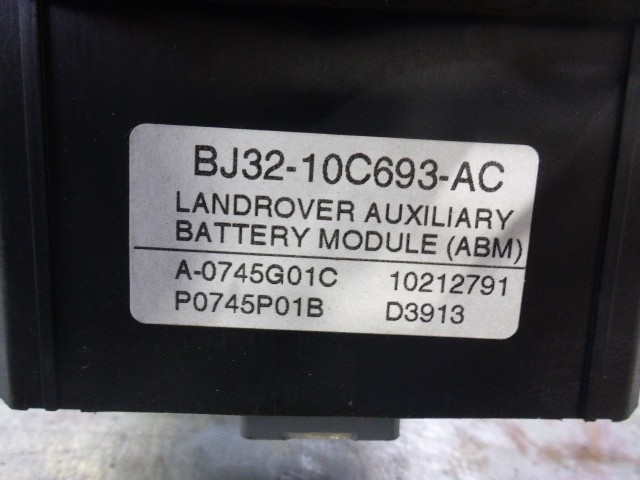 BJ32-10C693-AC
LANDROVER AUXILIARY
BATTERY MODULE (ABM)
A-0745G01C 10212791
P0745P01B D3913